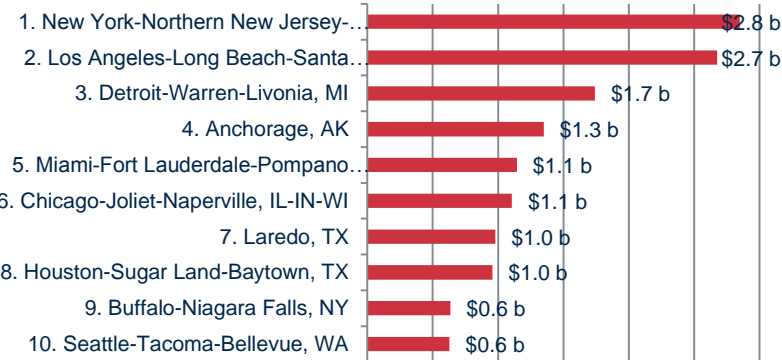 1. New York-Northern New Jersey-… $2.8 b
2. Los Angeles-Long Beach-Santa… $2.7 b
3. Detroit-Warren-Livonia, MI $1.7 b
4. Anchorage, AK $1.3 b
5. Miami-Fort Lauderdale-Pompano… $1.1 b
6. Chicago-Joliet-Naperville, IL-IN-WI $1.1 b
7. Laredo, TX $1.0 b
8. Houston-Sugar Land-Baytown, TX $1.0 b
9. Buffalo-Niagara Falls, NY $0.6 b
10. Seattle-Tacoma-Bellevue, WA $0.6 b